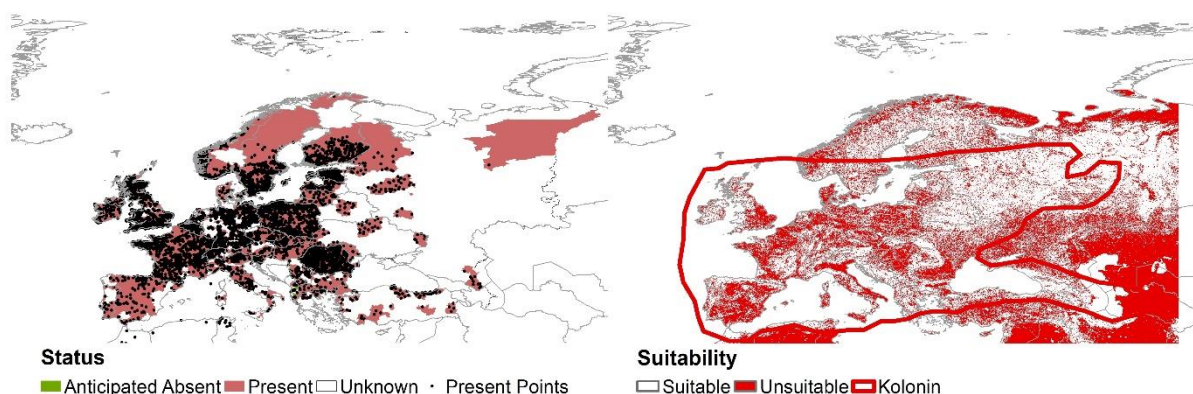 Status
Anticipated Absent Present Unknown • Present Points
Suitability
Suitable Unsuitable Kolonin